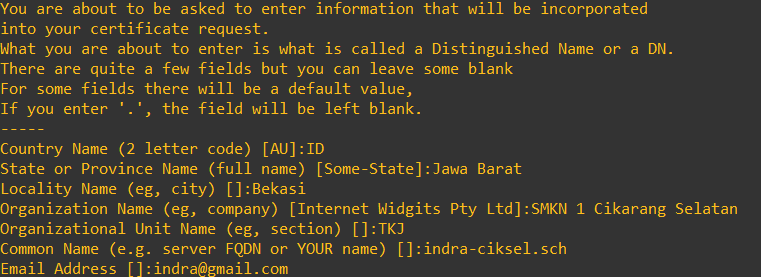 You are about to be asked to enter information that will be incorporated
into your certificate request.
What you are about to enter is what is called a Distinguished Name or a DN.
There are quite a few fields but you can leave some blank
For some fields there will be a default value,
If you enter '.', the field will be left blank.
-----
Country Name (2 letter code) [AU]:ID
State or Province Name (full name) [Some-State]:Jawa Barat
Locality Name (eg, city) []:Bekasi
Organization Name (eg, company) [Internet Widgits Pty Ltd]:SMKN 1 Cikarang Selatan
Organizational Unit Name (eg, section) []:TKJ
Common Name (e.g. server FQDN or YOUR name) []:indra-ciksel.sch
Email Address []:indra@gmail.com